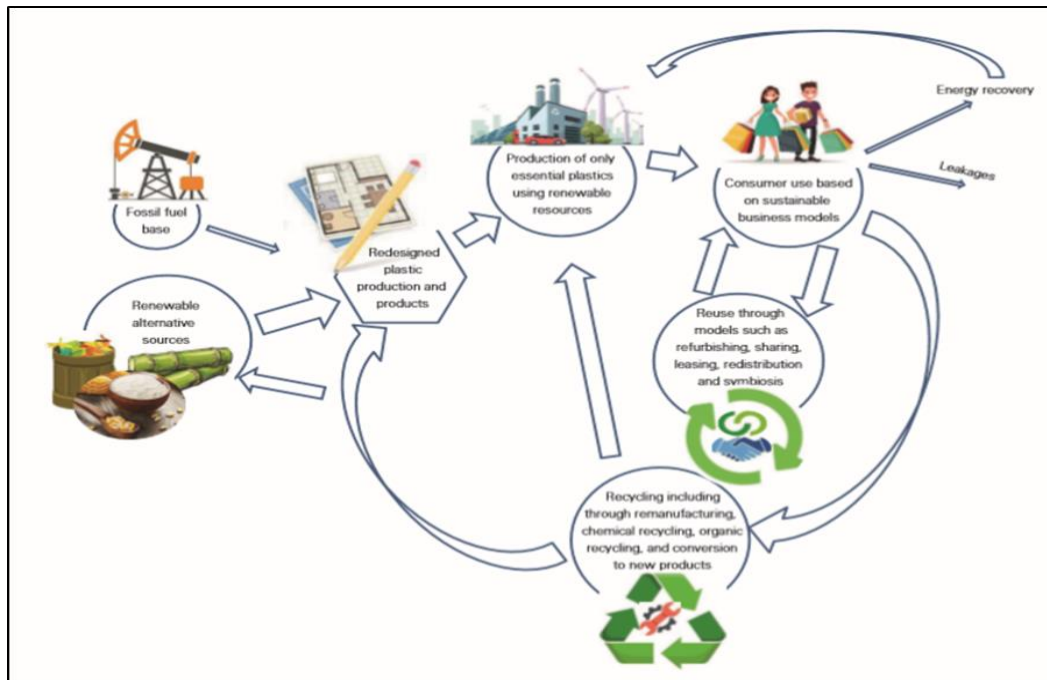 Fossil fuel
base
Renewable
alternative
sources
Redesigned
plastic
production and
products
Production of only
essential plastics
using renewable
resources
Consumer use based
on sustainable
business models
Energy recovery
Leakages
Reuse through
models such as
refurbishing, sharing,
leasing, redistribution
and symbiosis
Recycling including
through remanufacturing,
chemical recycling, organic
recycling, and conversion
to new products